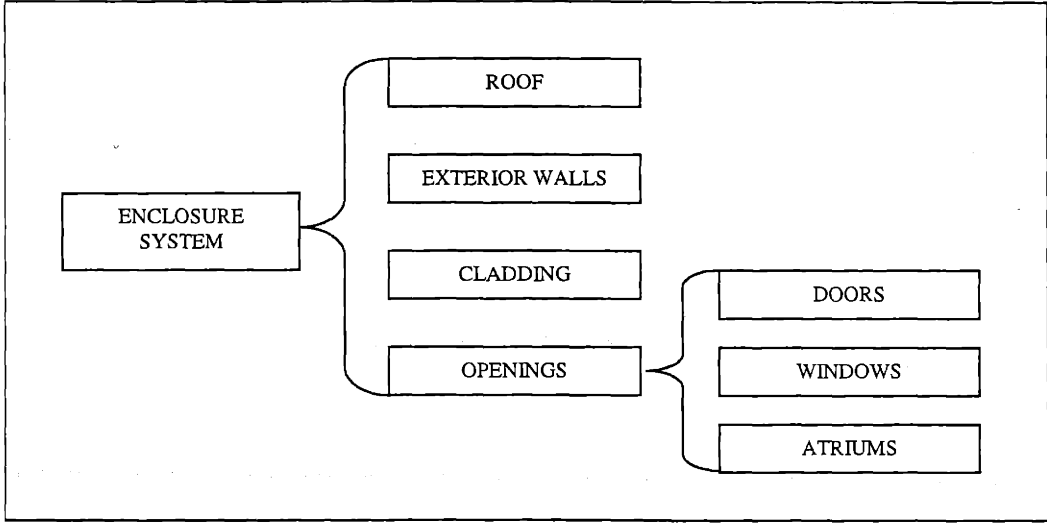 ROOF
EXTERIOR WALLS
ENCLOSURE
SYSTEM
CLADDING
DOORS
OPENINGS
WINDOWS
ATRIUMS